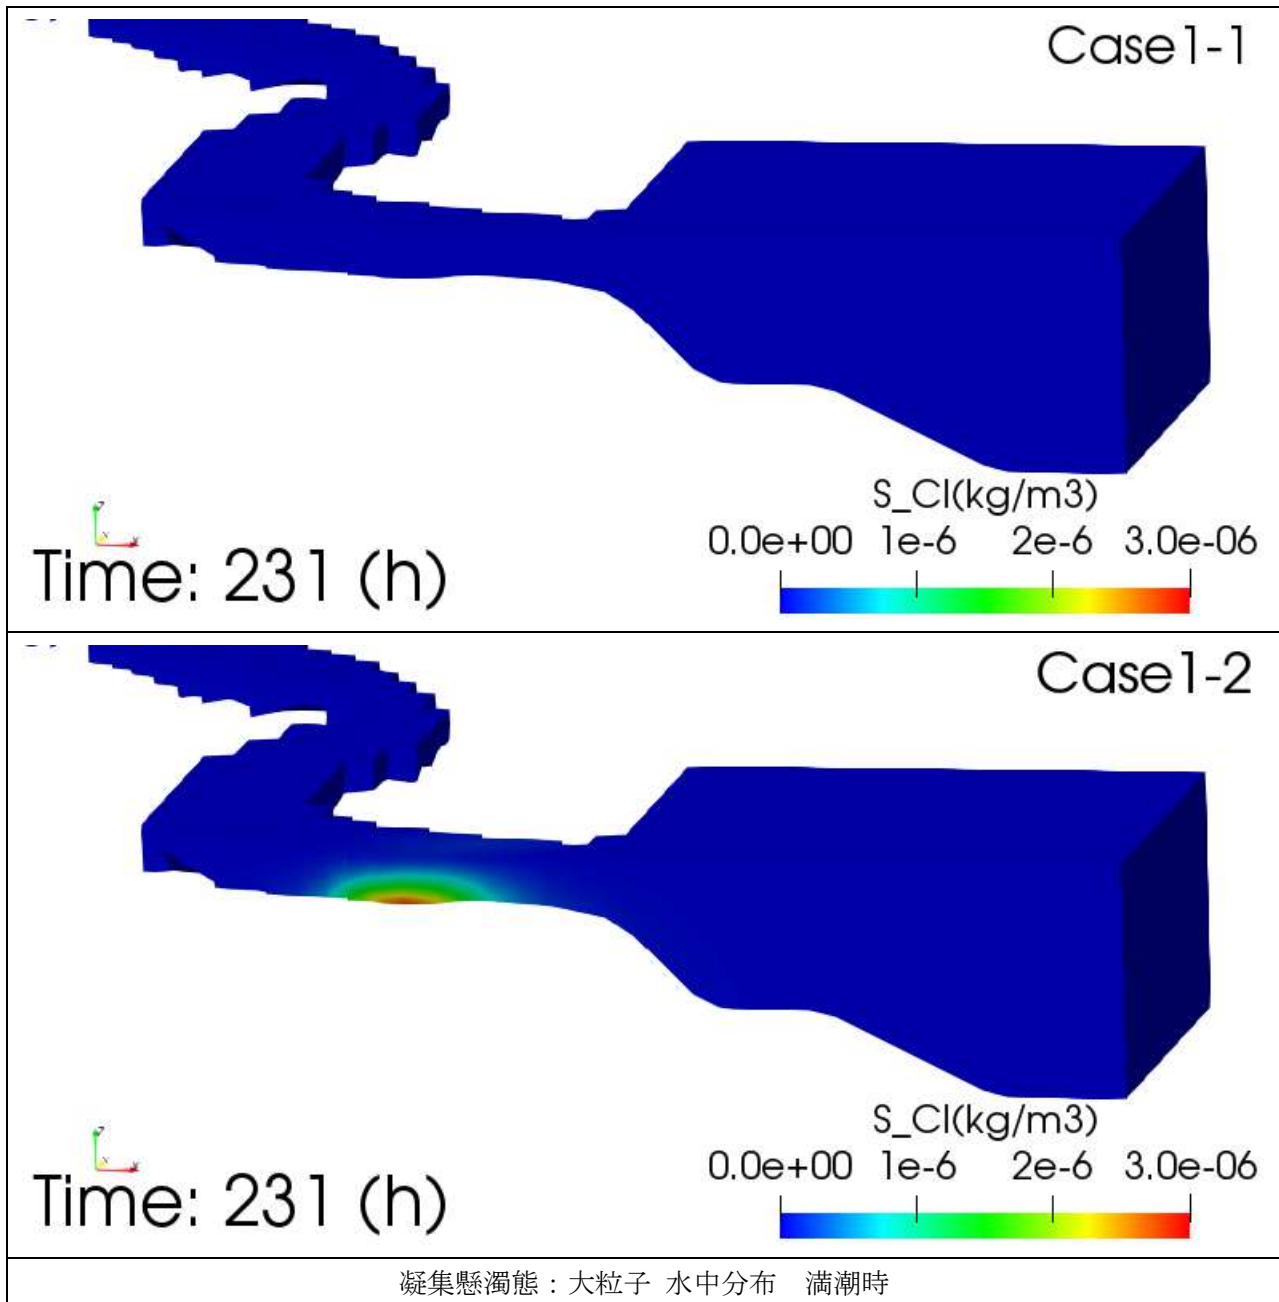 Case1-1
S_Cl(kg/m3)
0.0e+00 1e-6 2e-6 3.0e-06
Time: 231 (h)
Case1-2
S_Cl(kg/m3)
0.0e+00 1e-6 2e-6 3.0e-06
Time: 231 (h)
凝集懸濁態：大粒子 水中分布　満潮時